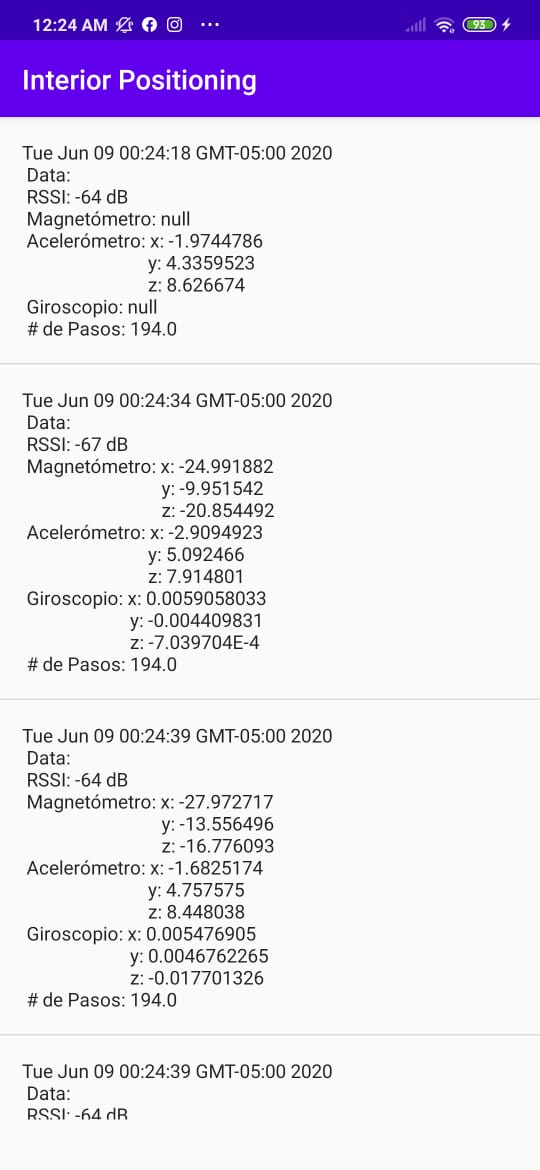 12:24 AM
93
Interior Positioning
Tue Jun 09 00:24:18 GMT-05:00 2020
Data:
RSSI: -64 dB
Magnetómetro: null
Acelerómetro: x: -1.9744786
y: 4.3359523
z: 8.626674
Giroscopio: null
# de Pasos: 194.0
Tue Jun 09 00:24:34 GMT-05:00 2020
Data:
RSSI: -67 dB
Magnetómetro: x: -24.991882
y: -9.951542
z: -20.854492
Acelerómetro: x: -2.9094923
y: 5.092466
z: 7.914801
Giroscopio: x: 0.0059058033
y: -0.004409831
z: -7.039704E-4
# de Pasos: 194.0
Tue Jun 09 00:24:39 GMT-05:00 2020
Data:
RSSI: -64 dB
Magnetómetro: x: -27.972717
y: -13.556496
z: -16.776093
Acelerómetro: x: -1.6825174
y: 4.757575
z: 8.448038
Giroscopio: x: 0.005476905
y: 0.0046762265
z: -0.017701326
# de Pasos: 194.0
Tue Jun 09 00:24:39 GMT-05:00 2020
Data:
RSSI: -64 dB